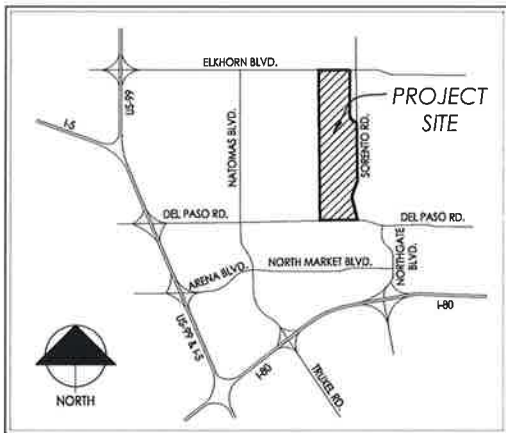 ELKHORN BLVD.
US-99
I-5
NATOMAS BLVD.
PROJECT
SITE
SORENTO RD.
DEL PASO RD.
DEL PASO RD.
NORTHGATE
BLVD.
NORTH MARKET BLVD.
ARENA BLVD.
US-99 & I-5
I-80
I-80
TRUXEL RD.
NORTH